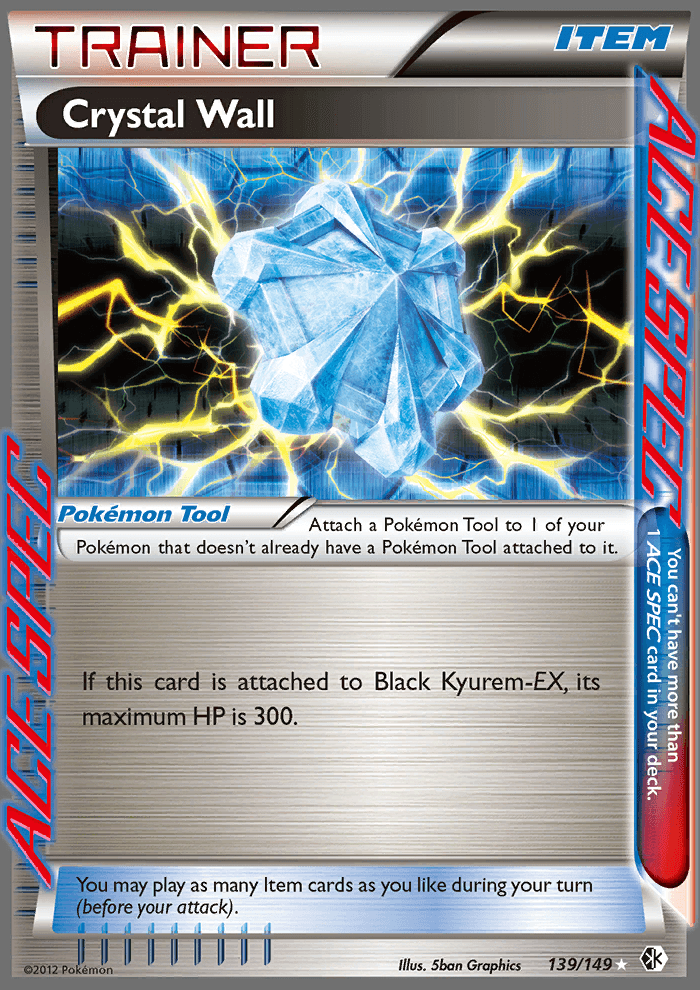 TRAINER
ITEM
Crystal Wall
ACE SPEC
Pokémon Tool
Attach a Pokémon Tool to 1 of your
Pokémon that doesn't already have a Pokémon Tool attached to it.
You can't have more than
1 ACE SPEC card in your deck.
ACE SPEC
If this card is attached to Black Kyurem-EX, its
maximum HP is 300.
You may play as many Item cards as you like during your turn
(before your attack).
©2012 Pokémon
Illus. 5ban Graphics
139/149